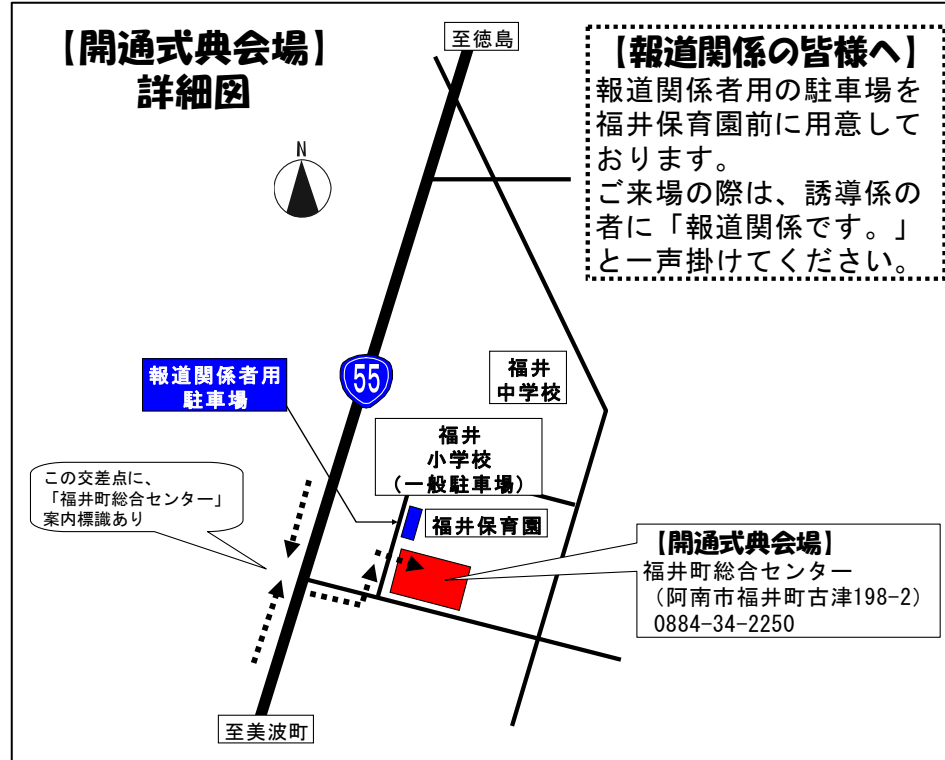 【開通式典会場】
詳細図
至徳島
【報道関係の皆様へ】
報道関係者用の駐車場を
福井保育園前に用意して
おります。
ご来場の際は、誘導係の
者に「報道関係です。」
と一声掛けてください。
N
報道関係者用
駐車場
55
福井
中学校
福井
小学校
（一般駐車場）
この交差点に、
「福井町総合センター」
案内標識あり
福井保育園
【開通式典会場】
福井町総合センター
（阿南市福井町古津198-2）
0884-34-2250
至美波町